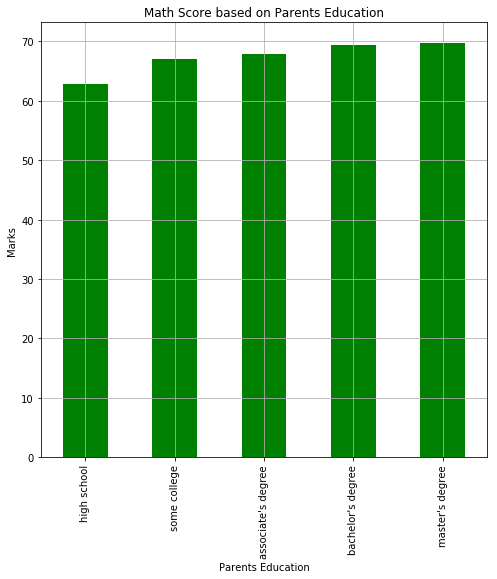 Math Score based on Parents Education
70
60
50
40
30
20
10
0
Marks
high school
some college
associate's degree
bachelor's degree
master's degree
Parents Education